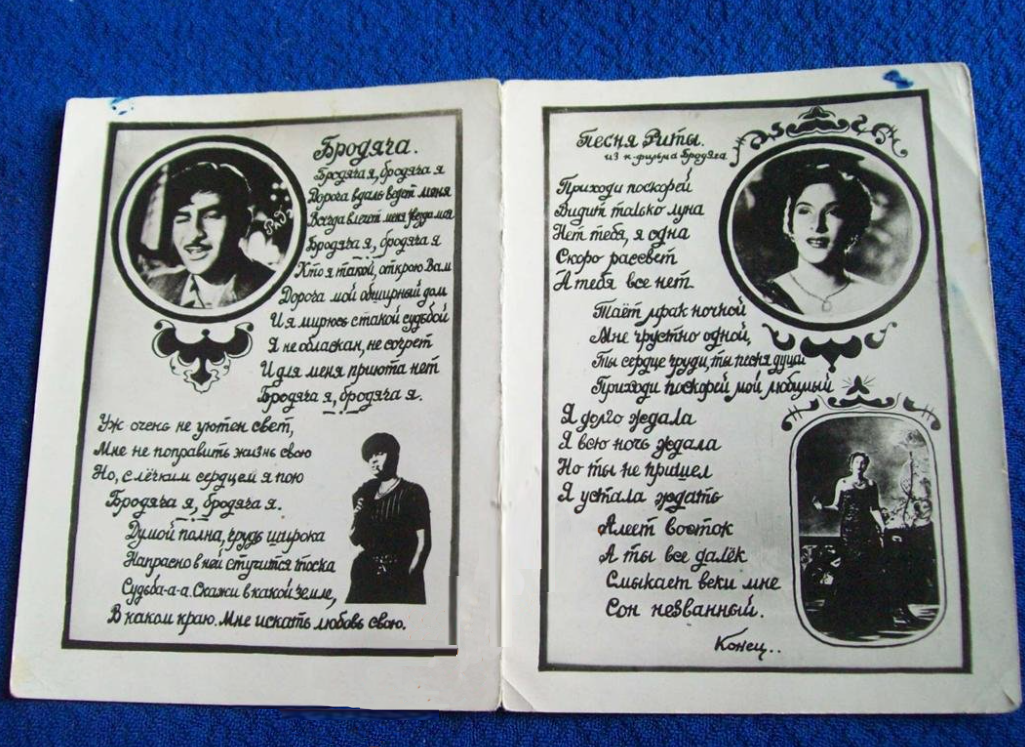 Бродяга.
Бродяга я, бродяга я
Дорога вдаль ведет меня
Всегда влечет меня звезда моя
Бродяга я, бродяга я
Кто я такой, открою Вам
Дорога мой обширный дом
И я мирюсь с такой судьбой
Я не обласкан, не согрет
И для меня приюта нет
Бродяга я, бродяга я.
Уж очень не уютен свет,
Мне не поправить жизнь свою
Но, с лёгким сердцем я пою
Бродяга я, бродяга я.
Думой полна, грудь широка
Напрасно в ней стучится тоска
Судьба-а-а. Скажи в какой земле,
В каком краю. Мне искать любовь свою.
Песня Риты.
из к-фильма Бродяга.
Приходи поскорей
Видит только луна
Нет тебя, я одна
Скоро рассвет
А тебя все нет.
Тает мрак ночной
Мне грустно одной,
Ты сердце груди, ты песня души
Приходи поскорей мой любимый
Я долго ждала
Я всю ночь ждала
Но ты не пришел
Я устала ждать
Алеет восток
А ты все далёк
Смыкает веки мне
Сон незванный.
Конец..